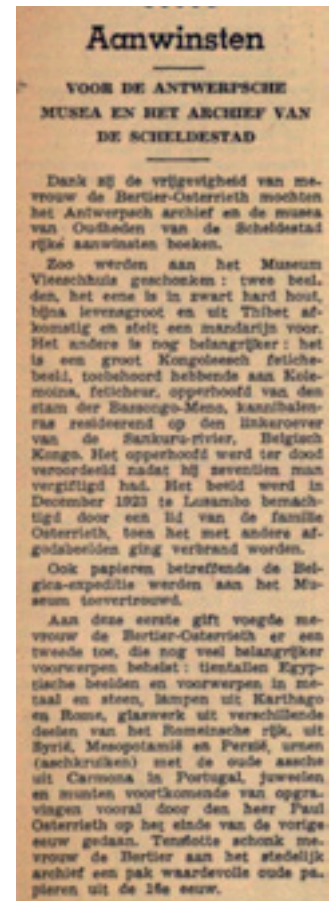 Aanwinsten
VOOR DE ANTWERPSCHE
MUSEA EN HET ARCHIEF VAN
DE SCHELDESTAD
Dank zij de vrijgevigheid van me-
vrouw de Bertier-Osterrieth mochten
het Antwerpsch archief en de musea
van Oudheden van de Scheldestad
rijke aanwinsten boeken.
Zoo werden aan het Museum
Vleeschhuis geschonken : twee beel-
den, het eene is in zwart hard hout,
bijna levensgroot en uit Thibet af-
komstig en stelt een mandarijn voor.
Het andere is nog belangrijker : het
is een groot Kongoleesch fetiche-
beeld, toebehoord hebbende aan Kole-
moina, feticheur, opperhoofd van den
stam der Bassongo-Meno, kannibalen-
ras resideerend op den linkeroever
van de Sankuru-rivier, Belgisch
Kongo. Het opperhoofd werd ter dood
veroordeeld nadat hij zeventien man
vergiftigd had. Het beeld werd in
December 1923 te Lusambo bemach-
tigd door een lid van de familie
Osterrieth, toen het met andere af-
godsbeelden ging verbrand worden.
Ook papieren betreffende de Bel-
gica-expeditie werden aan het Mu-
seum toevertrouwd.
Aan deze eerste gift voegde me-
vrouw de Bertier-Osterrieth er een
tweede toe, die nog veel belangrijker
voorwerpen behelst : tientallen Egyp-
tische beelden en voorwerpen in me-
taal en steen, lampen uit Karthago
en Rome, glaswerk uit verschillende
deelen van het Romeinsche rijk, uit
Syrië, Mesopotamië en Perzië, urnen
(aschkruiken) met de oude assche
uit Carmona in Portugal, juweelen
en munten voortkomende van opgra-
vingen vooral door den heer Paul
Osterrieth op het einde van de vorige
eeuw gedaan. Tenslotte schonk me-
vrouw de Bertier aan het stedelijk
archief een pak waardevolle oude pa-
pieren uit de 16e eeuw.